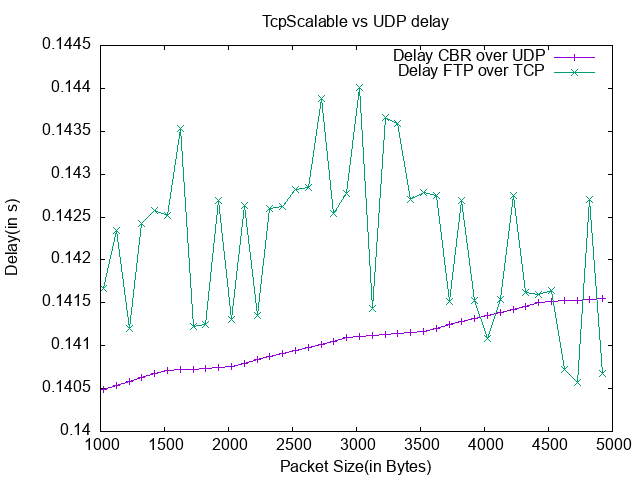 TcpScalable vs UDP delay
Delay CBR over UDP
Delay FTP over TCP
0.1445
0.144
0.1435
0.143
0.1425
0.142
0.1415
0.141
0.1405
0.14
Delay(in s)
1000 1500 2000 2500 3000 3500 4000 4500 5000
Packet Size(in Bytes)